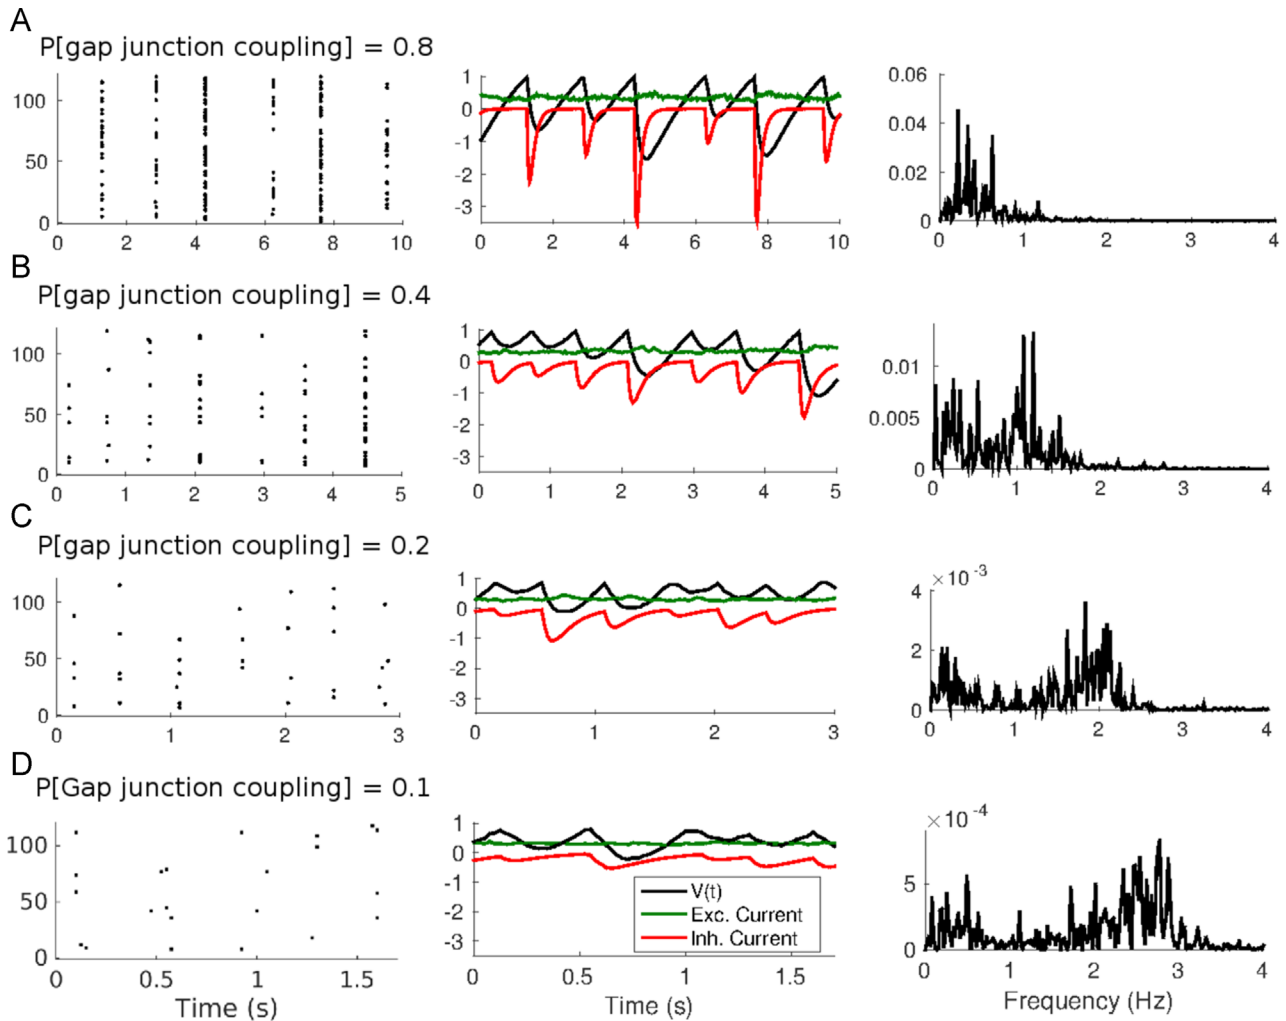 A
P[gap junction coupling] = 0.8
100
50
0
0 2 4 6 8 10
1
0
-1
-2
-3
0 2 4 6 8 10
0.06
0.04
0.02
0
0 1 2 3 4
B
P[gap junction coupling] = 0.4
100
50
0
0 1 2 3 4 5
1
0
-1
-2
-3
0 1 2 3 4 5
0.01
0.005
0
0 1 2 3 4
C
P[gap junction coupling] = 0.2
100
50
0
0 1 2 3
1
0
-1
-2
-3
0 1 2 3
×10-3
4
2
0
0 1 2 3 4
D
P[Gap junction coupling] = 0.1
100
50
0
0 0.5 1 1.5
Time (s)
1
0
-1
-2
-3
V(t)
Exc. Current
Inh. Current
0 0.5 1 1.5
Time (s)
×10-4
5
0
0 1 2 3 4
Frequency (Hz)